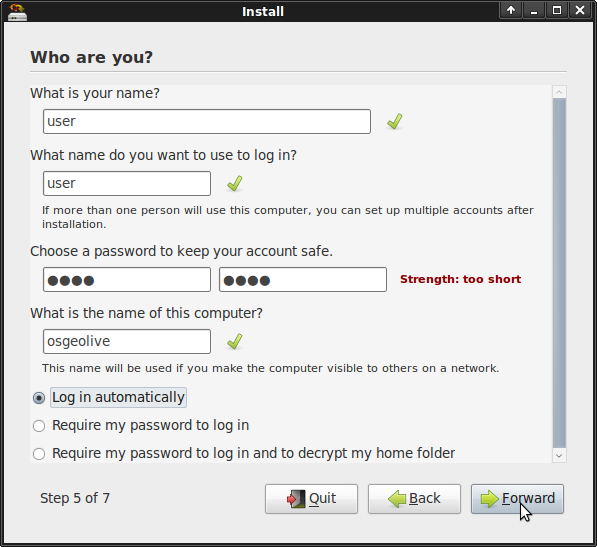 Install
Who are you?
What is your name?
user
What name do you want to use to log in?
user
If more than one person will use this computer, you can set up multiple accounts after
installation.
Choose a password to keep your account safe.
●●●● ●●●● Strength: too short
What is the name of this computer?
osgeolive
This name will be used if you make the computer visible to others on a network.
Log in automatically
Require my password to log in
Require my password to log in and to decrypt my home folder
Step 5 of 7 Quit Back Forward